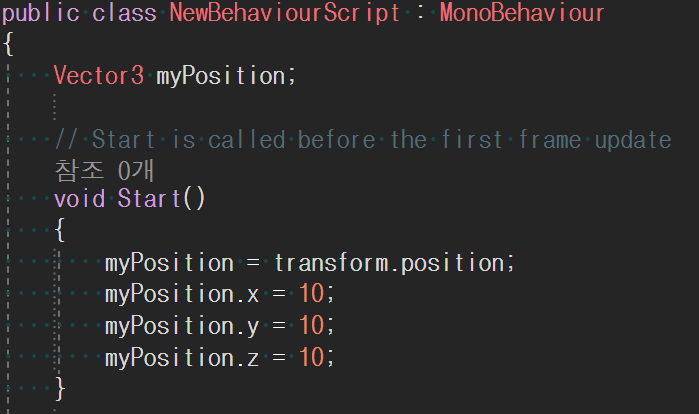 public class NewBehaviourScript : MonoBehaviour
{
    Vector3 myPosition;

    // Start is called before the first frame update
    참조 0개
    void Start()
    {
        myPosition = transform.position;
        myPosition.x = 10;
        myPosition.y = 10;
        myPosition.z = 10;
    }